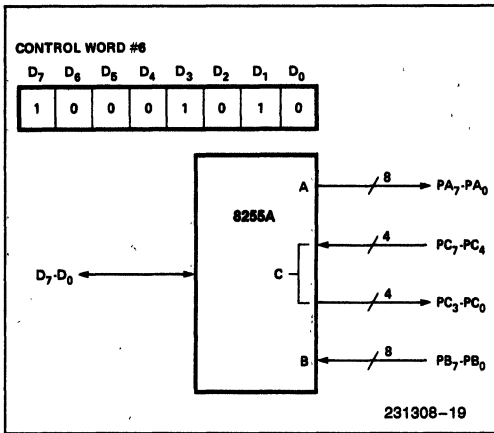 CONTROL WORD #6
D7 D6 D5 D4 D3 D2 D1 D0
1 0 0 0 1 0 1 0
8255A
A 8 PA7-PA0
4 PC7-PC4
D7-D0 C
4 PC3-PC0
B 8 PB7-PB0
231308-19